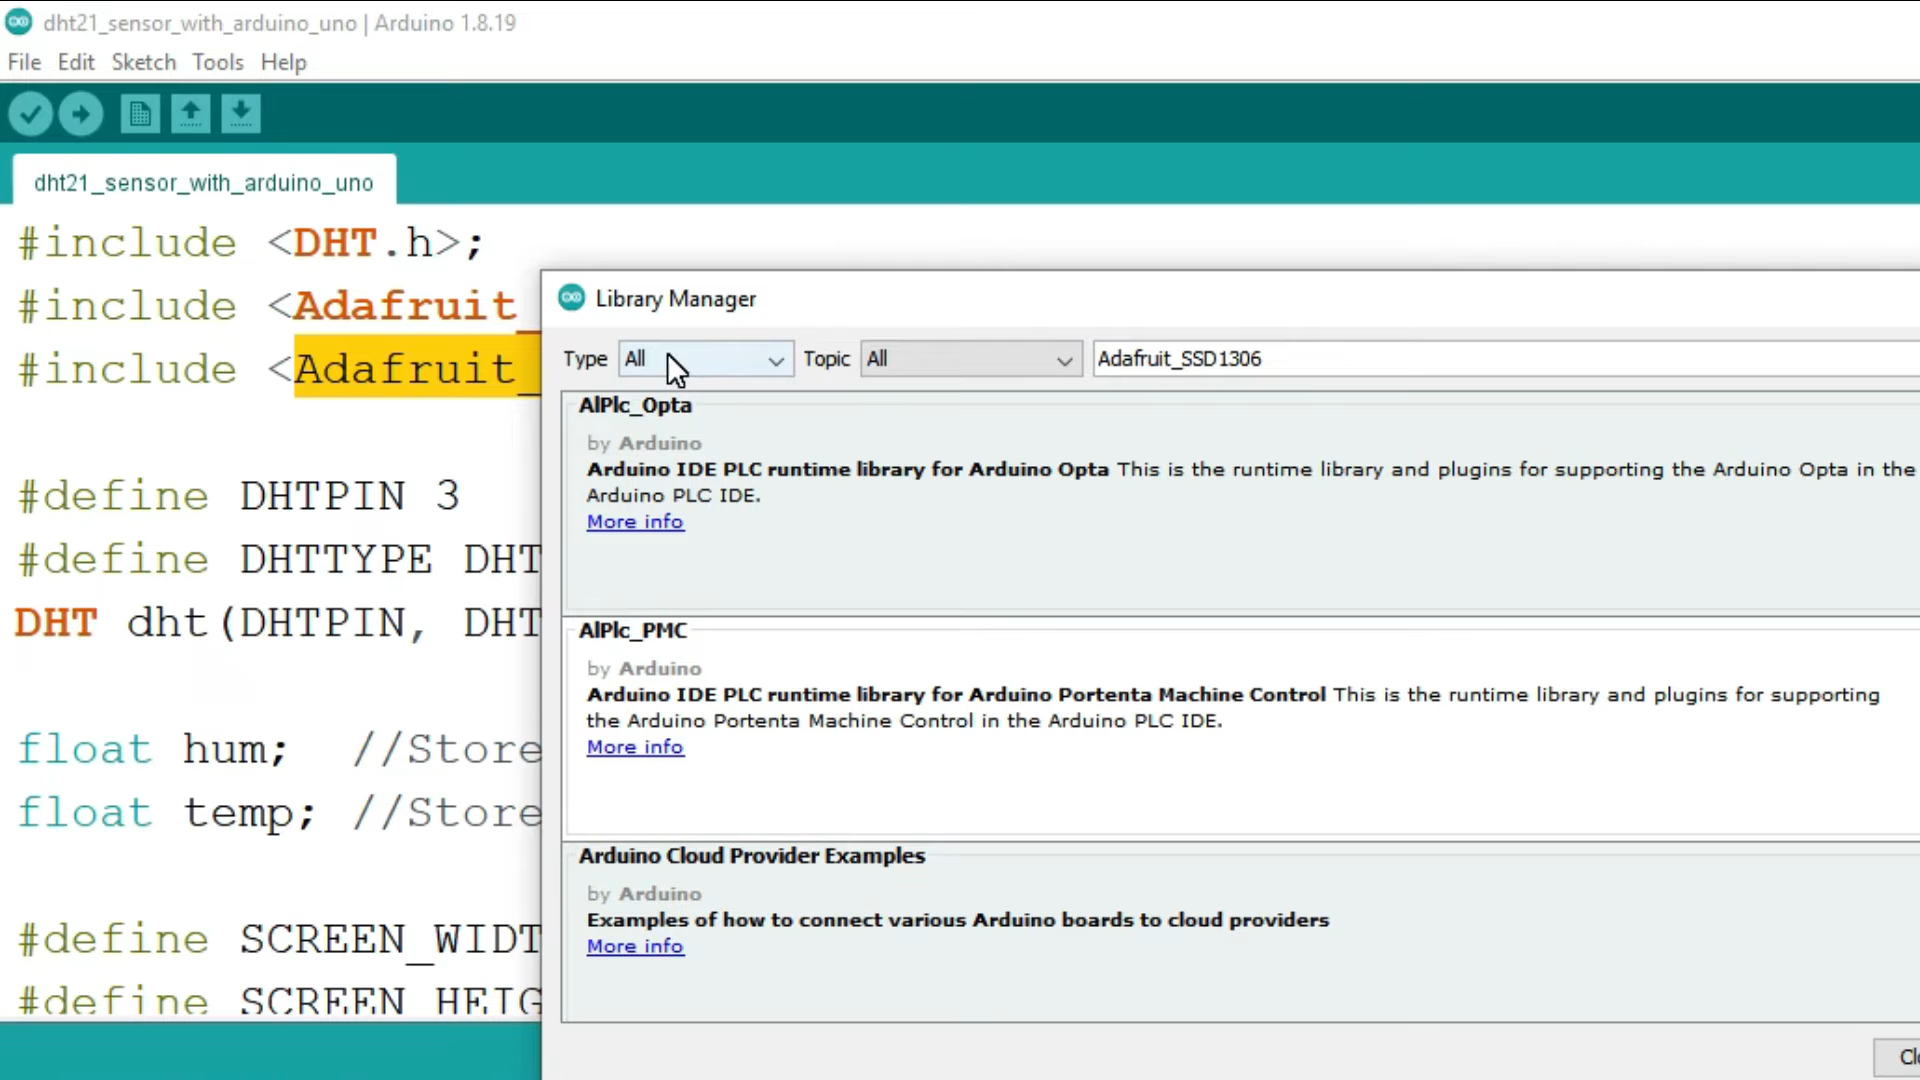 dht21_sensor_with_arduino_uno | Arduino 1.8.19
File Edit Sketch Tools Help
dht21_sensor_with_arduino_uno
#include <DHT.h>;
#include <Adafruit_
#include <Adafruit_
#define DHTPIN 3
#define DHTTYPE DHT
DHT dht(DHTPIN, DHT
float hum; //Store
float temp; //Store
#define SCREEN_WIDT
#define SCREEN_HEIG
Library Manager
Type All Topic All Adafruit_SSD1306
AlPlc_Opta
by Arduino
Arduino IDE PLC runtime library for Arduino Opta This is the runtime library and plugins for supporting the Arduino Opta in the
Arduino PLC IDE.
More info
AlPlc_PMC
by Arduino
Arduino IDE PLC runtime library for Arduino Portenta Machine Control This is the runtime library and plugins for supporting
the Arduino Portenta Machine Control in the Arduino PLC IDE.
More info
Arduino Cloud Provider Examples
by Arduino
Examples of how to connect various Arduino boards to cloud providers
More info